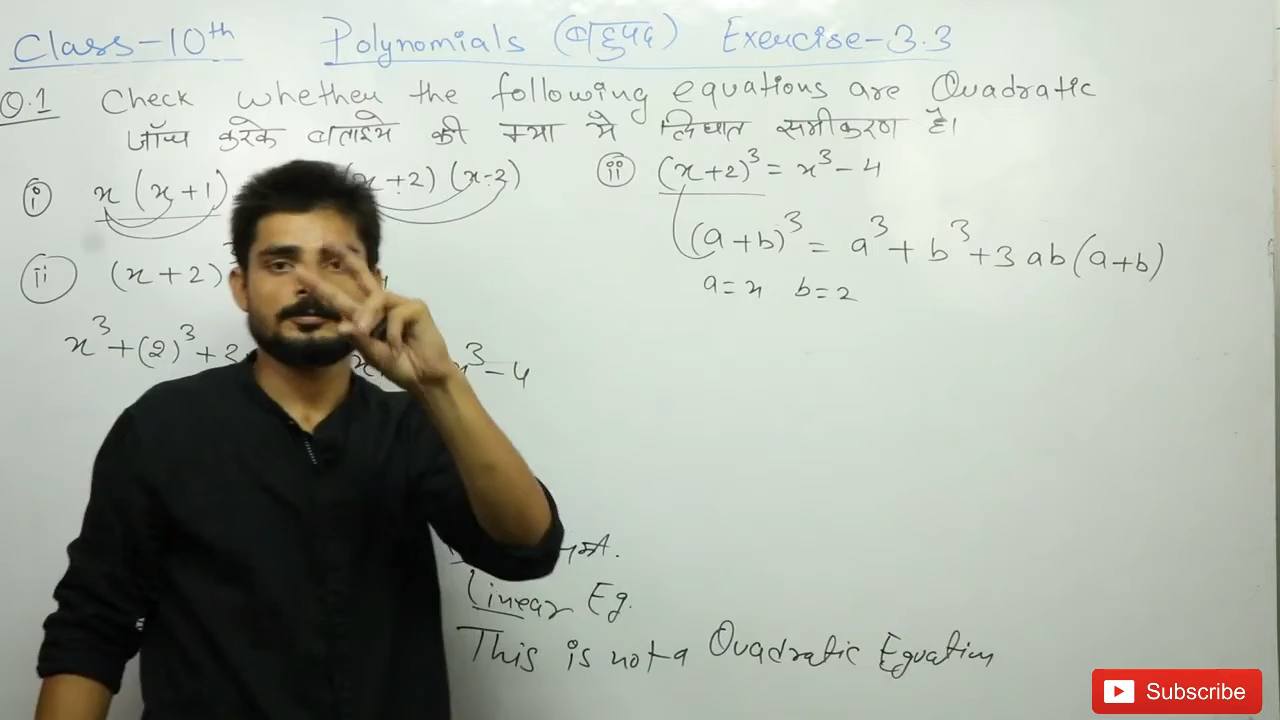 Class-10th Polynomials (बहुपद) Exercise-3.3
Q.1 Check whether the following equations are Quadratic
जाँच करके बताइये की क्या ये द्विघात समीकरण है।
i x (x+1) (x+2) (x-3)
ii (x+2)
x³+(2)³+3 x³-4
ii (x+2)³ = x³-4
(a+b)³ = a³+b³+3ab(a+b)
a=x b=2
Linear Eq.
This is not a Quadratic Equation
Subscribe